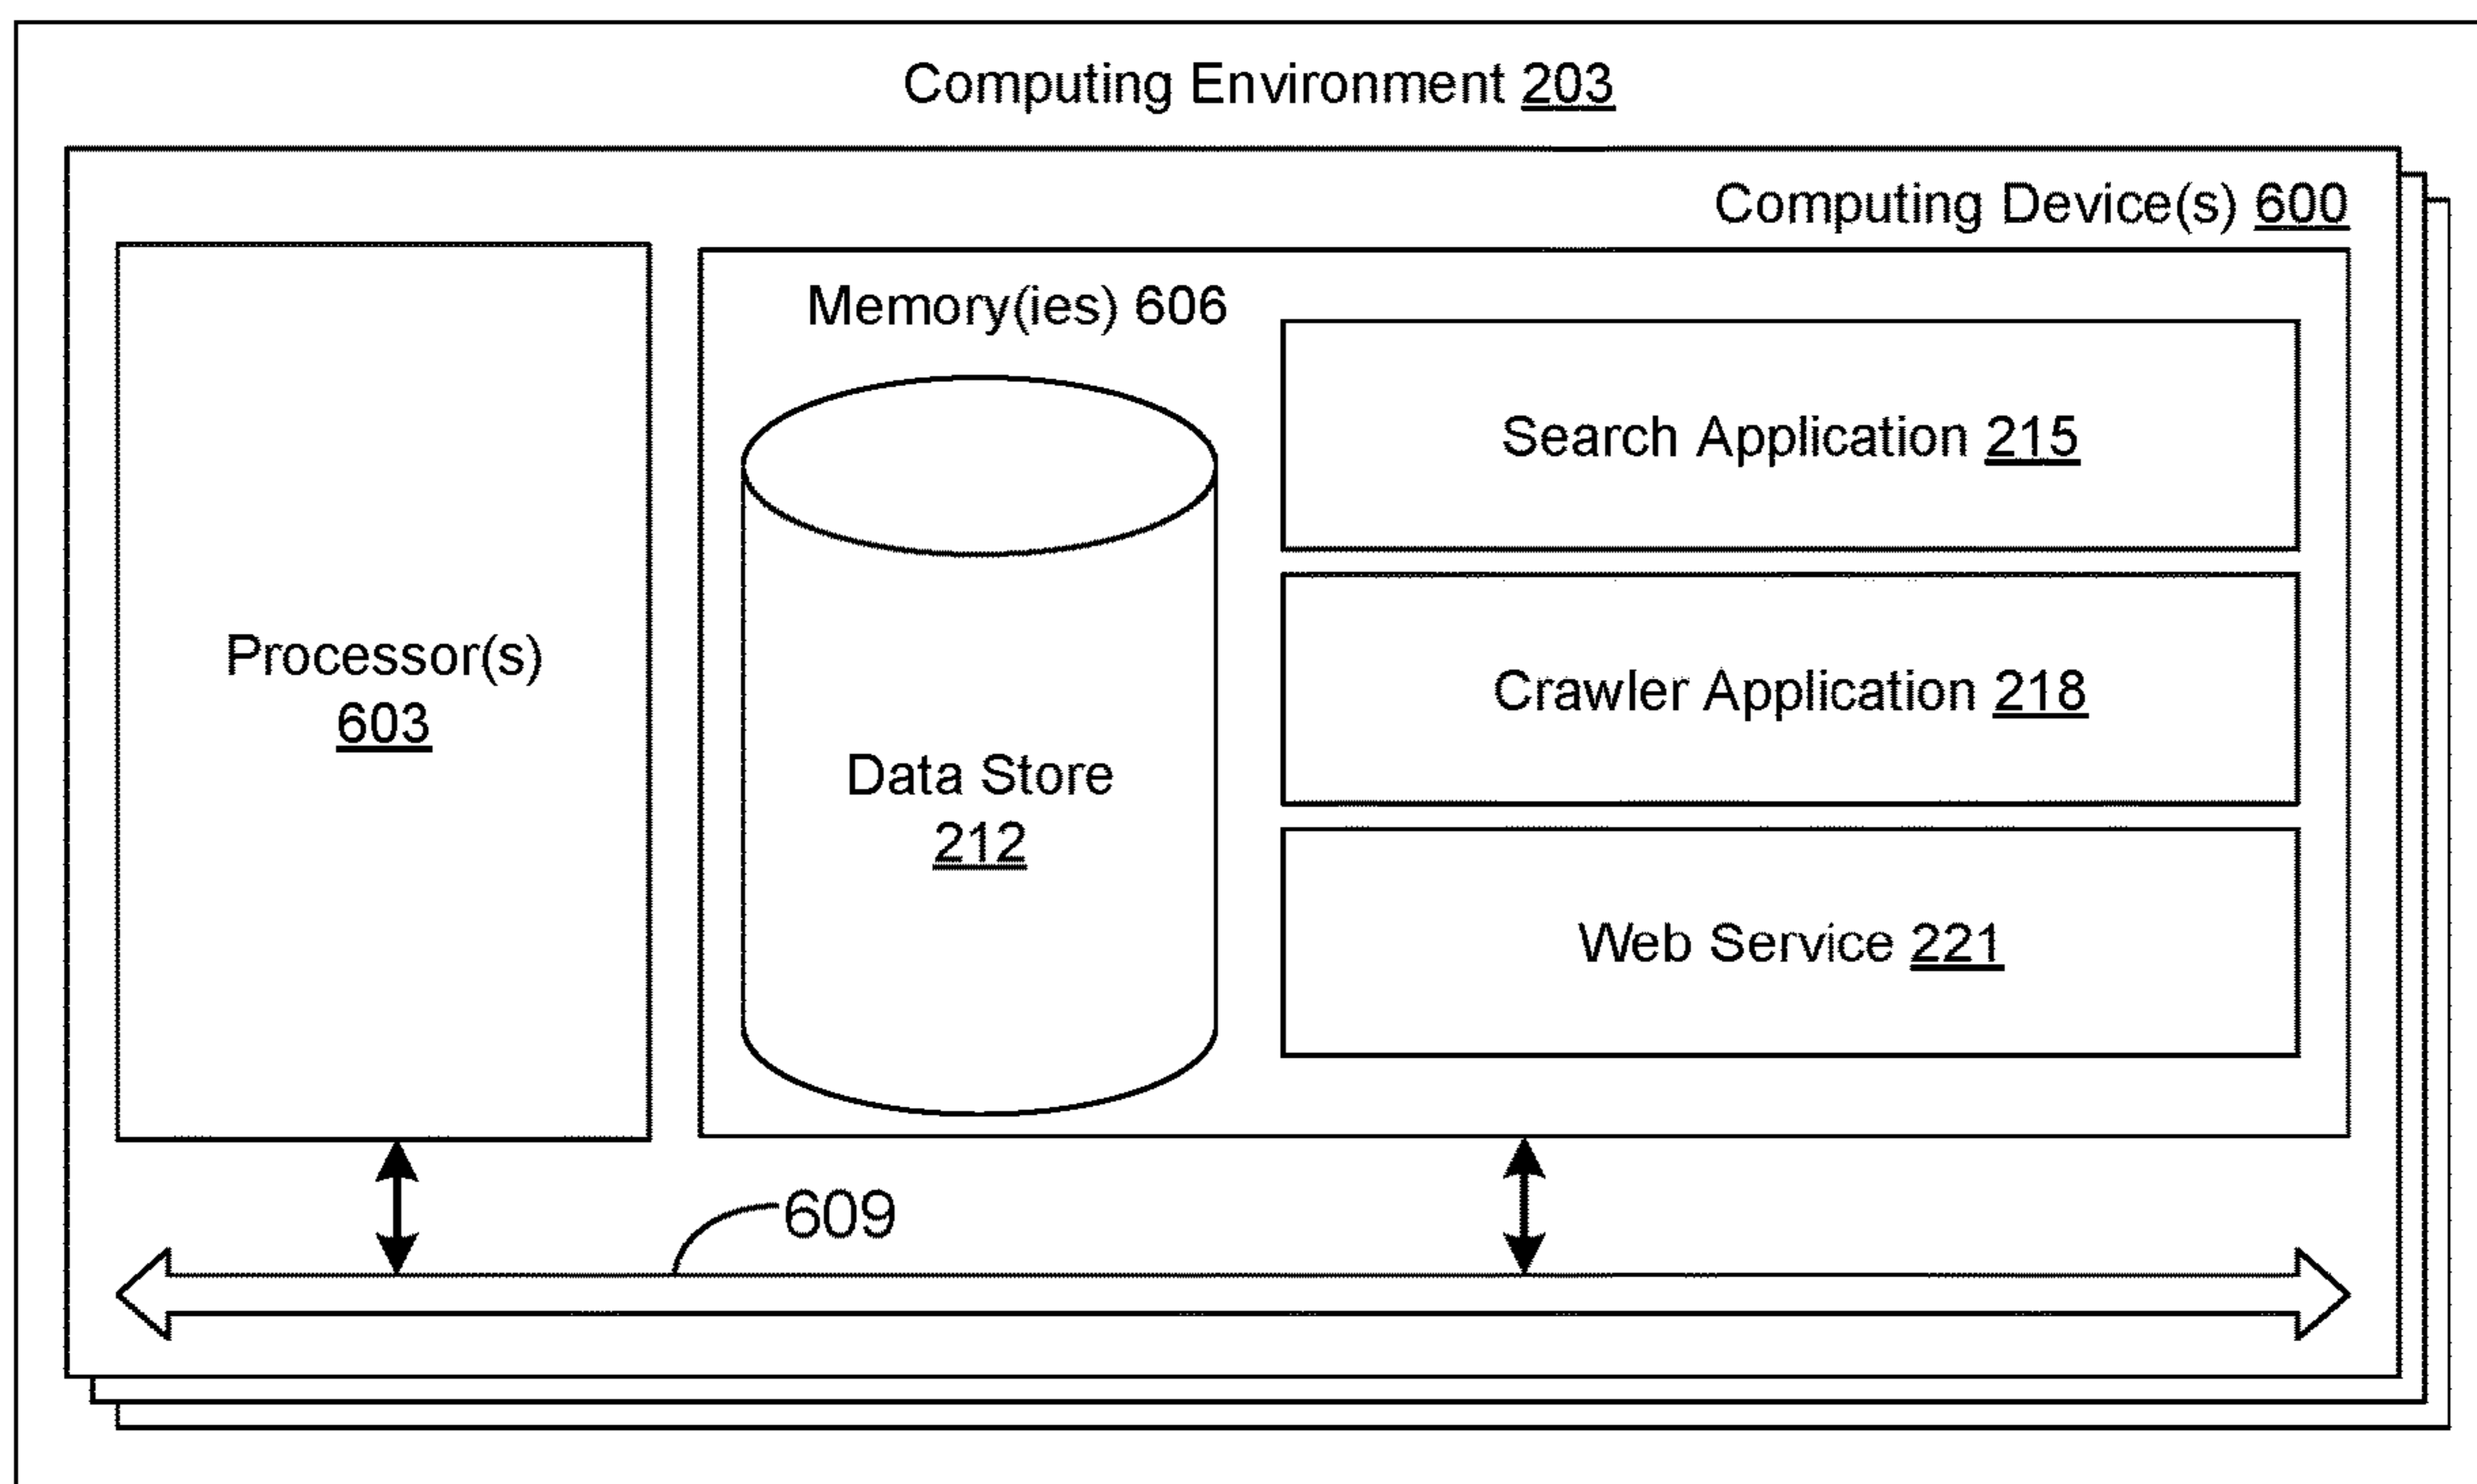 Computing Environment 203
Computing Device(s) 600
Memory(ies) 606
Search Application 215
Processor(s)
603
Crawler Application 218
Data Store
212
Web Service 221
609